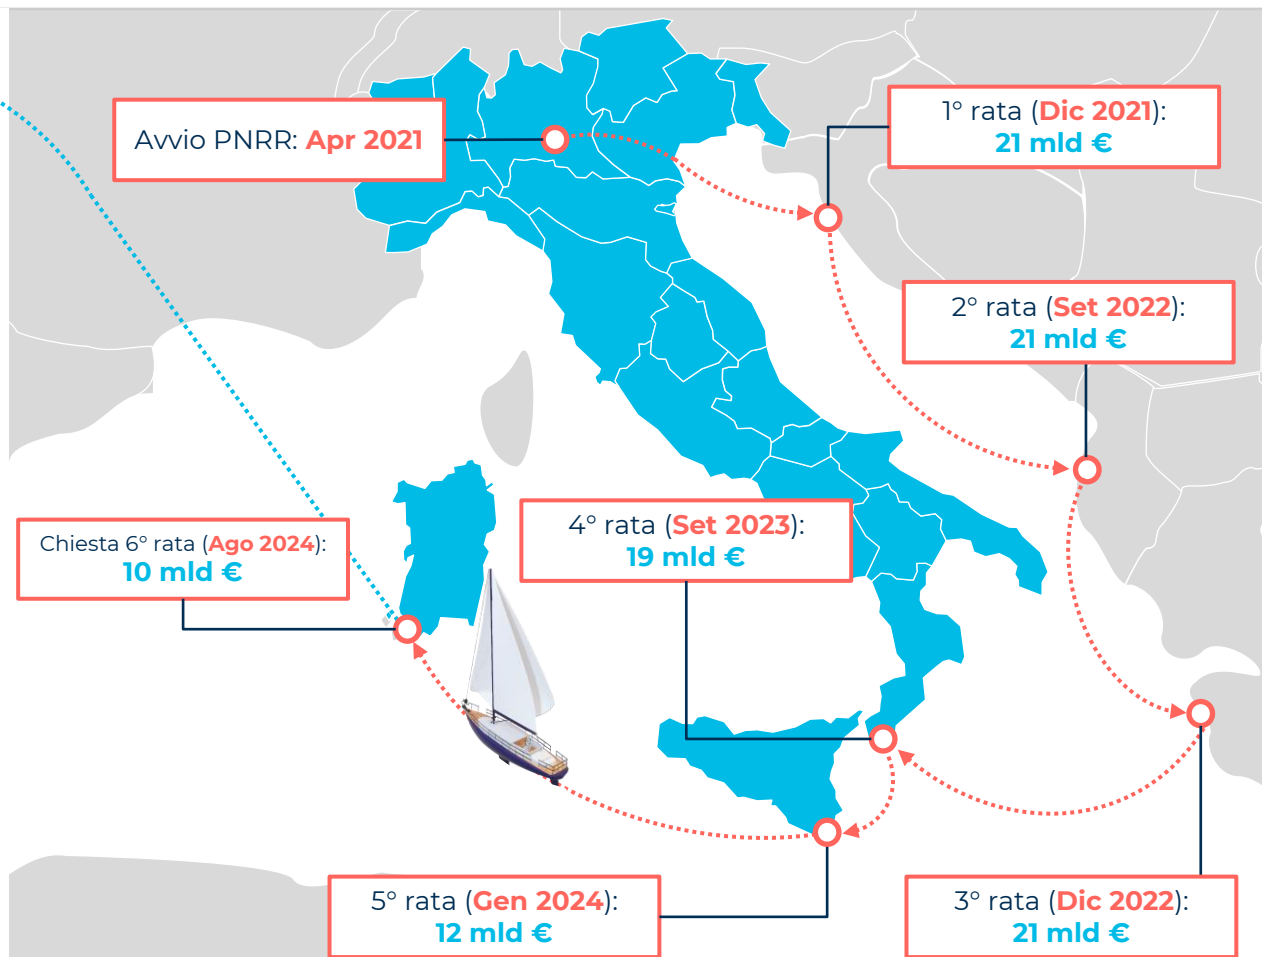 Avvio PNRR: Apr 2021
1° rata (Dic 2021):
21 mld €
2° rata (Set 2022):
21 mld €
3° rata (Dic 2022):
21 mld €
4° rata (Set 2023):
19 mld €
5° rata (Gen 2024):
12 mld €
Chiesta 6° rata (Ago 2024):
10 mld €